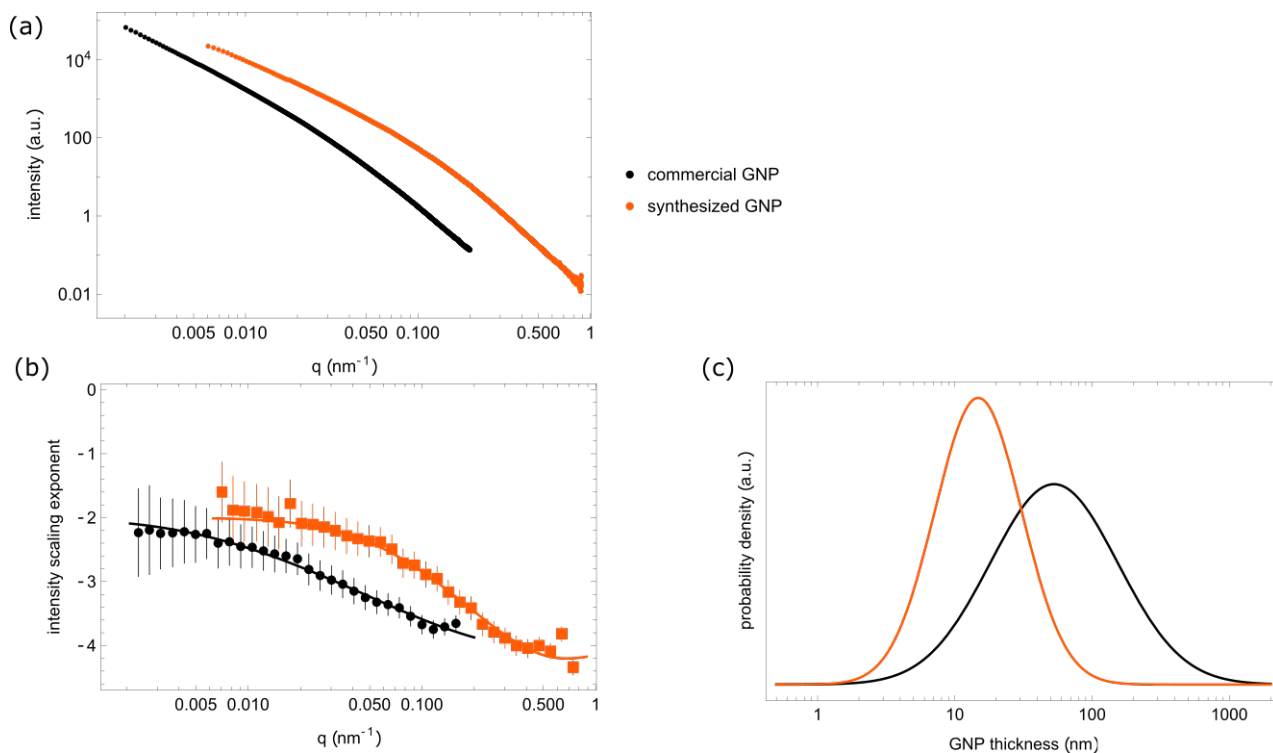 (a)
10^4
100
1
0.01
intensity (a.u.)
0.005 0.010 0.050 0.100 0.500 1
q (nm⁻¹)
commercial GNP
synthesized GNP
(b)
0
-1
-2
-3
-4
intensity scaling exponent
0.005 0.010 0.050 0.100 0.500 1
q (nm⁻¹)
(c)
probability density (a.u.)
1 10 100 1000
GNP thickness (nm)